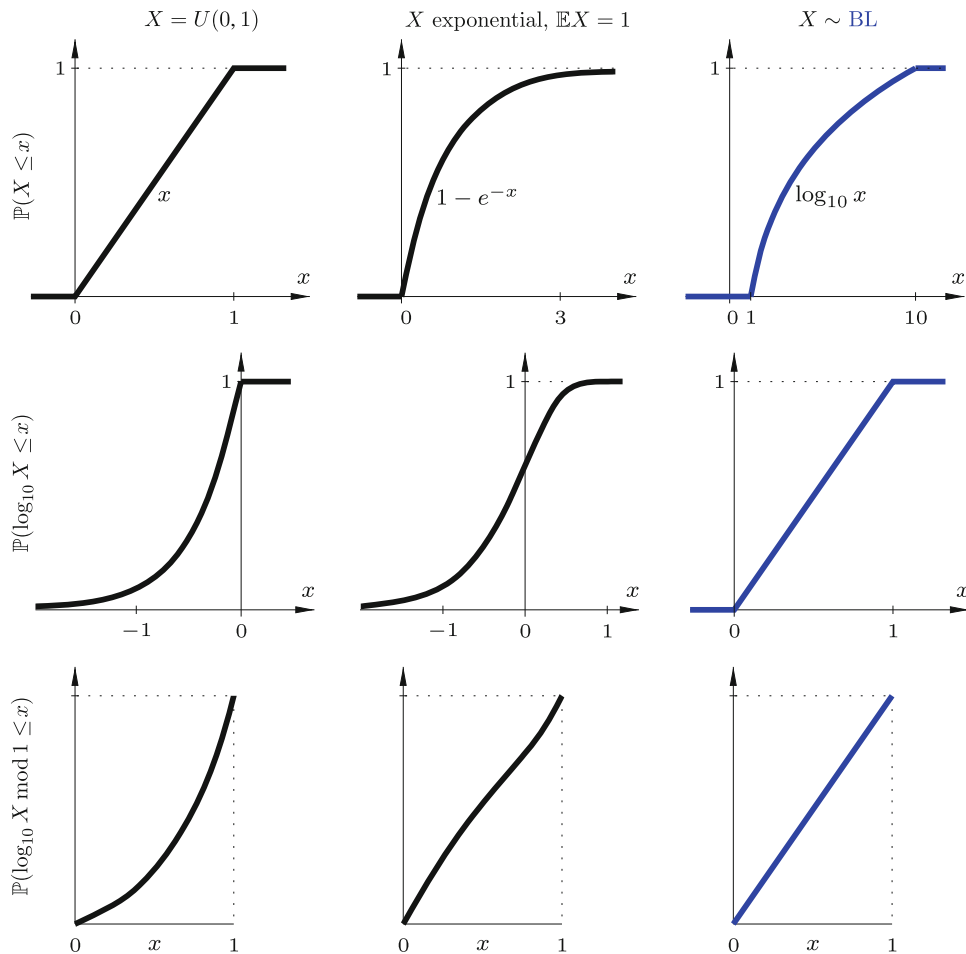 X = U(0, 1)
X exponential, 𝔼X = 1
X ∼ BL
ℙ(X ≤ x)
1
x
x
0
1
1
1 − e^{−x}
x
0
3
1
log₁₀ x
x
0 1
10
ℙ(log₁₀ X ≤ x)
1
x
−1
0
1
x
−1
0
1
1
x
0
1
ℙ(log₁₀ X mod 1 ≤ x)
0
x
1
0
x
1
0
x
1